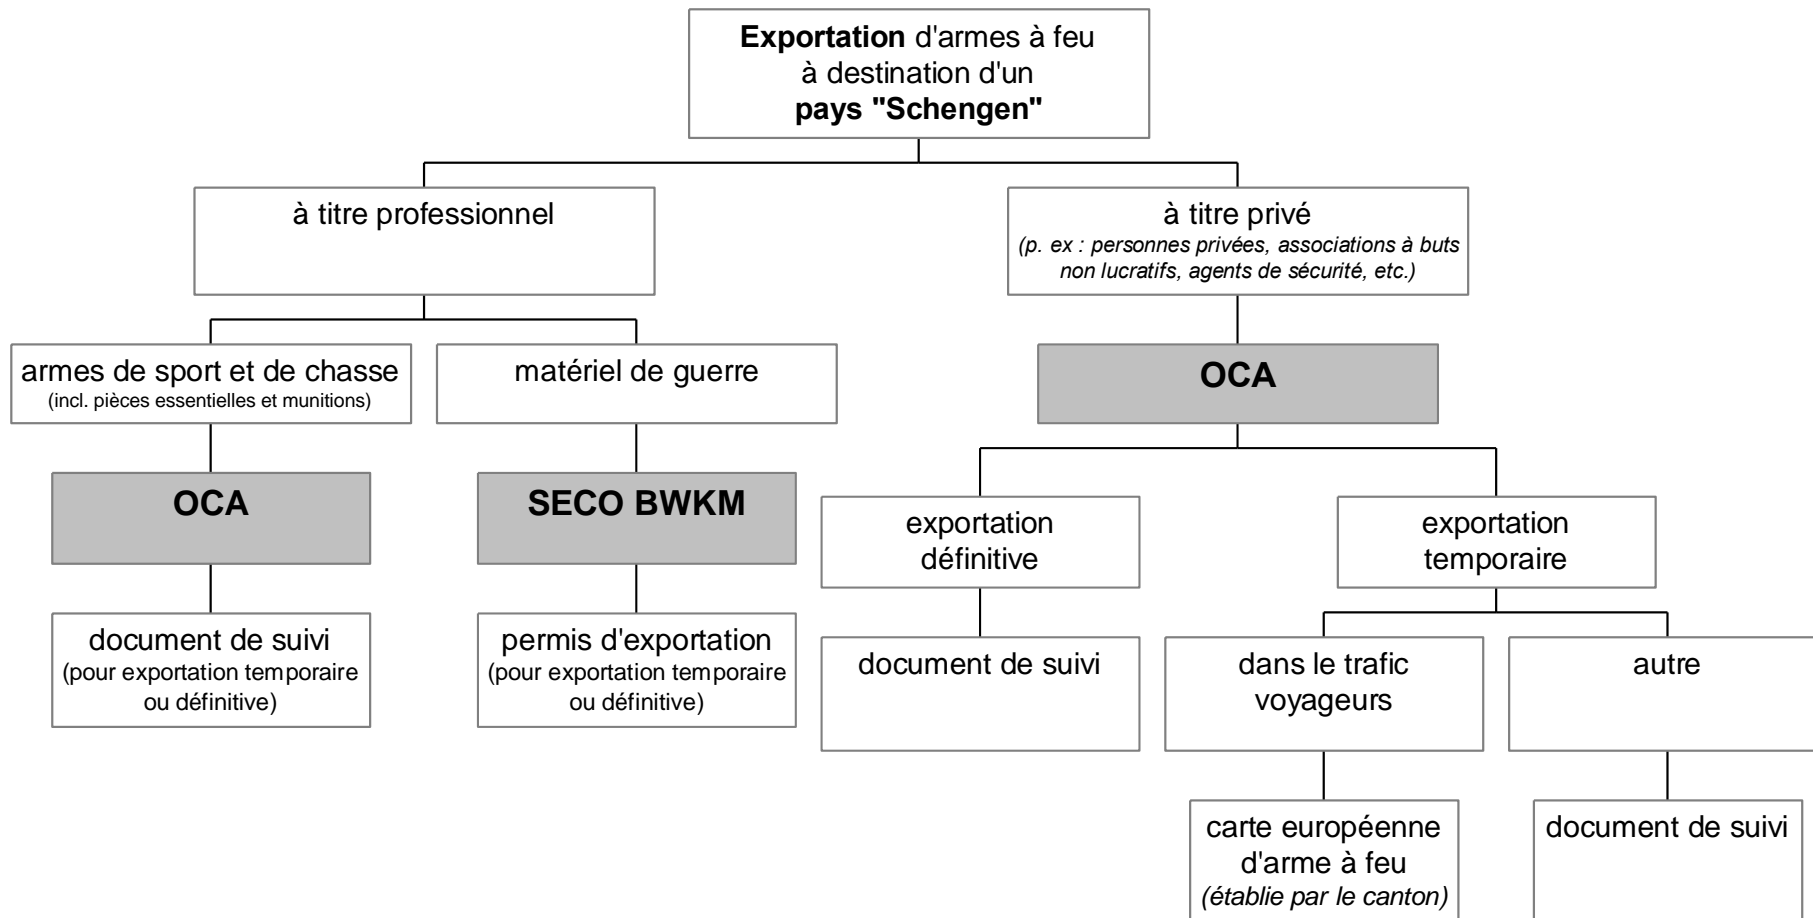 Exportation d'armes à feu
à destination d'un
pays "Schengen"
à titre professionnel
à titre privé
(p. ex : personnes privées, associations à buts
non lucratifs, agents de sécurité, etc.)
armes de sport et de chasse
(incl. pièces essentielles et munitions)
matériel de guerre
OCA
OCA
SECO BWKM
exportation
définitive
exportation
temporaire
document de suivi
(pour exportation temporaire
ou définitive)
permis d'exportation
(pour exportation temporaire
ou définitive)
document de suivi
dans le trafic
voyageurs
autre
carte européenne
d'arme à feu
(établie par le canton)
document de suivi